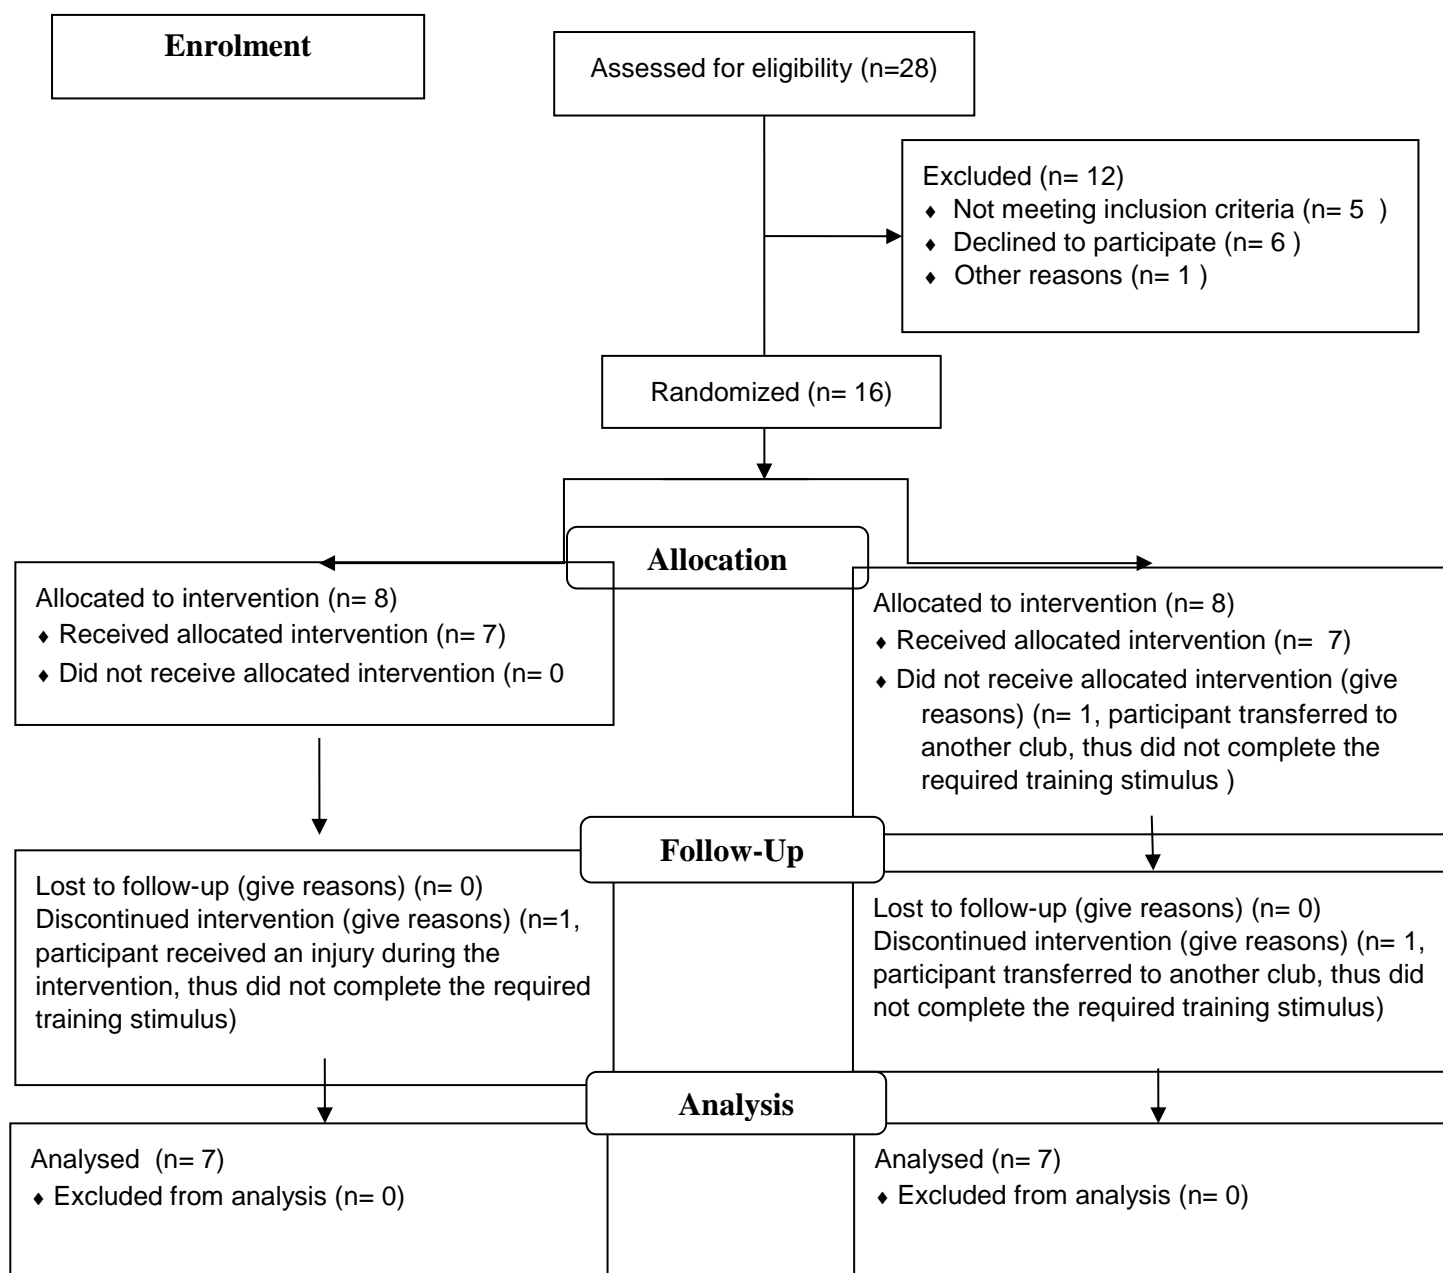 Enrolment
Assessed for eligibility (n=28)
Excluded (n= 12)
♦ Not meeting inclusion criteria (n= 5 )
♦ Declined to participate (n= 6 )
♦ Other reasons (n= 1 )
Randomized (n= 16)
Allocation
Allocated to intervention (n= 8)
♦ Received allocated intervention (n= 7)
♦ Did not receive allocated intervention (n= 0
Allocated to intervention (n= 8)
♦ Received allocated intervention (n= 7)
♦ Did not receive allocated intervention (give
reasons) (n= 1, participant transferred to
another club, thus did not complete the
required training stimulus )
Follow-Up
Lost to follow-up (give reasons) (n= 0)
Discontinued intervention (give reasons) (n=1,
participant received an injury during the
intervention, thus did not complete the required
training stimulus)
Lost to follow-up (give reasons) (n= 0)
Discontinued intervention (give reasons) (n= 1,
participant transferred to another club, thus did
not complete the required training stimulus)
Analysis
Analysed (n= 7)
♦ Excluded from analysis (n= 0)
Analysed (n= 7)
♦ Excluded from analysis (n= 0)